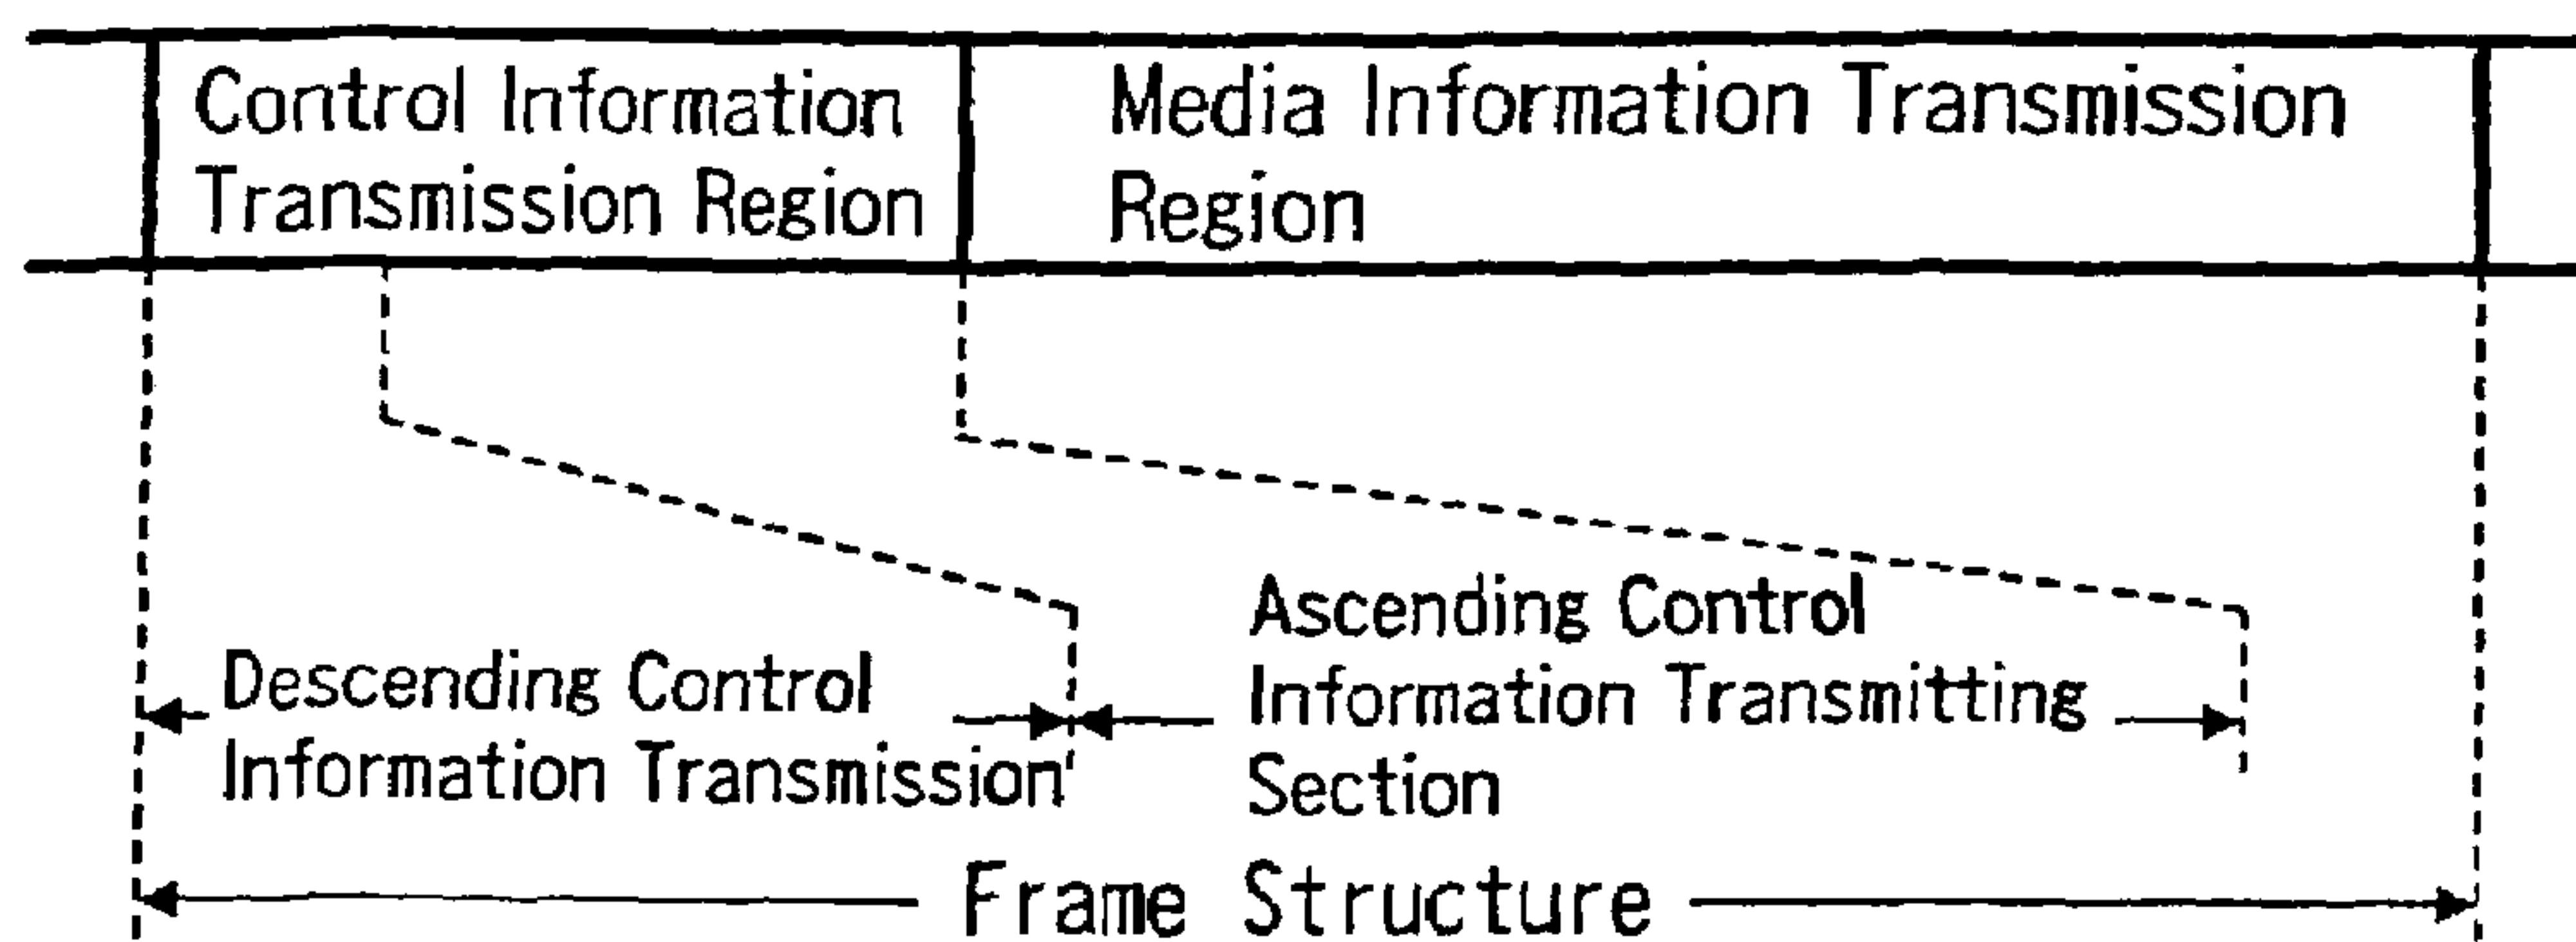 Control Information
Transmission Region
Media Information Transmission
Region
Descending Control
Information Transmission
Ascending Control
Information Transmitting
Section
Frame Structure